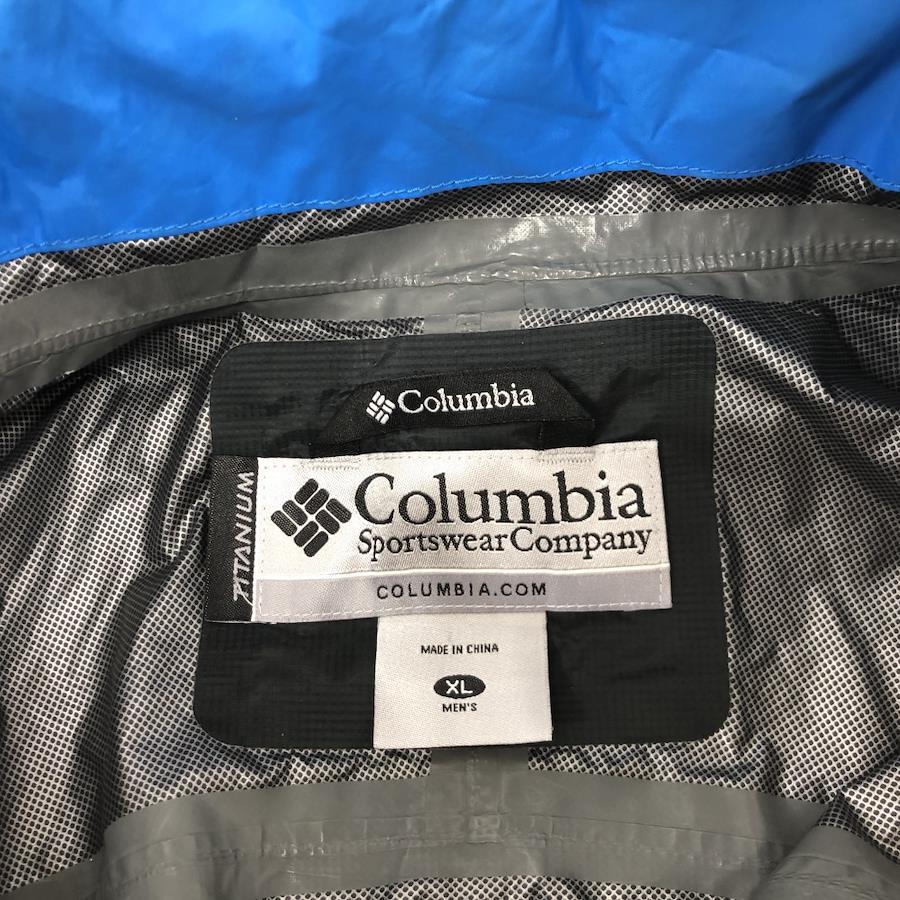 Columbia
TITANIUM
Columbia
Sportswear Company
COLUMBIA.COM
MADE IN CHINA
XL
MEN'S